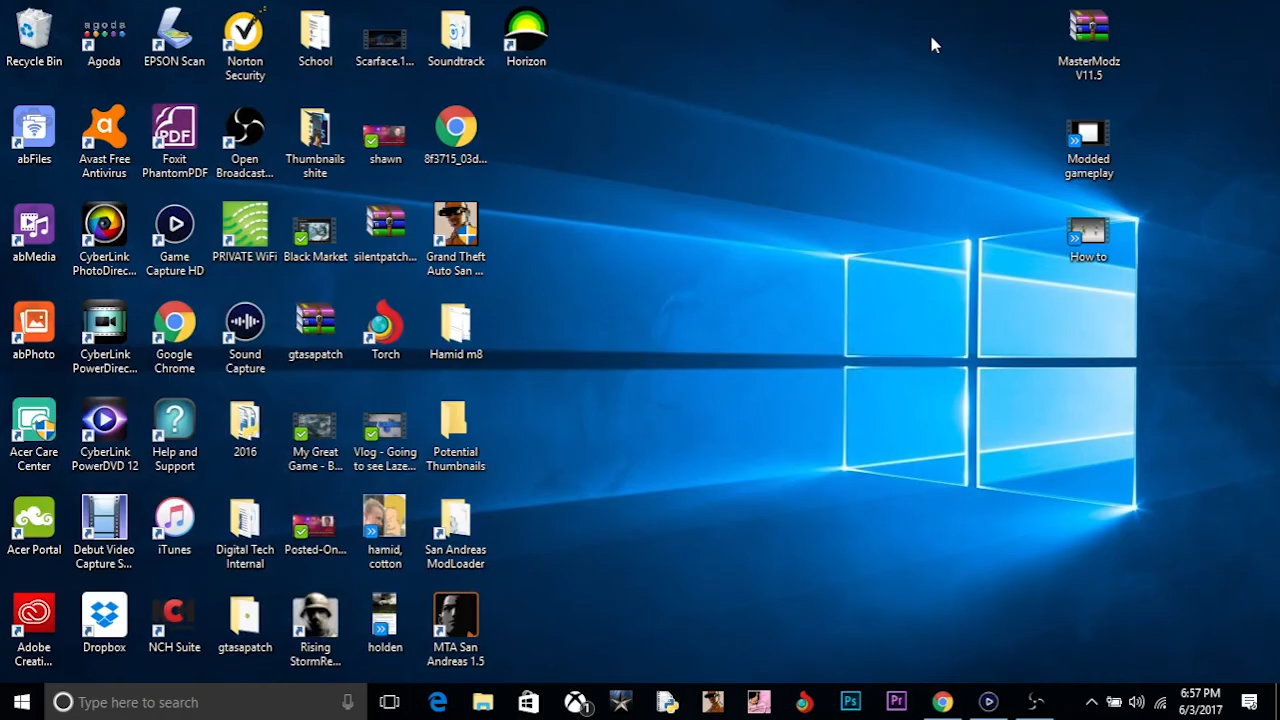 Recycle Bin
agoda
Agoda
EPSON Scan
Norton
Security
School
Scarface.1...
Soundtrack
Horizon
MasterModz
V11.5
abFiles
Avast Free
Antivirus
PDF
Foxit
PhantomPDF
Open
Broadcast...
Thumbnails
shite
shawn
8f3715_03d...
Modded
gameplay
abMedia
CyberLink
PhotoDirec...
Game
Capture HD
PRIVATE WiFi
Black Market
silentpatch...
Grand Theft
Auto San ...
How to
abPhoto
CyberLink
PowerDirec...
Google
Chrome
Sound
Capture
gtasapatch
Torch
Hamid m8
Acer Care
Center
CyberLink
PowerDVD 12
Help and
Support
2016
My Great
Game - B...
Vlog - Going
to see Laze...
Potential
Thumbnails
Acer Portal
Debut Video
Capture S...
iTunes
Digital Tech
Internal
Posted-On...
hamid,
cotton
San Andreas
ModLoader
Adobe
Creati...
Dropbox
NCH Suite
gtasapatch
Rising
StormRe...
holden
MTA San
Andreas 1.5
Type here to search
1
Ps
Pr
6:57 PM
6/3/2017